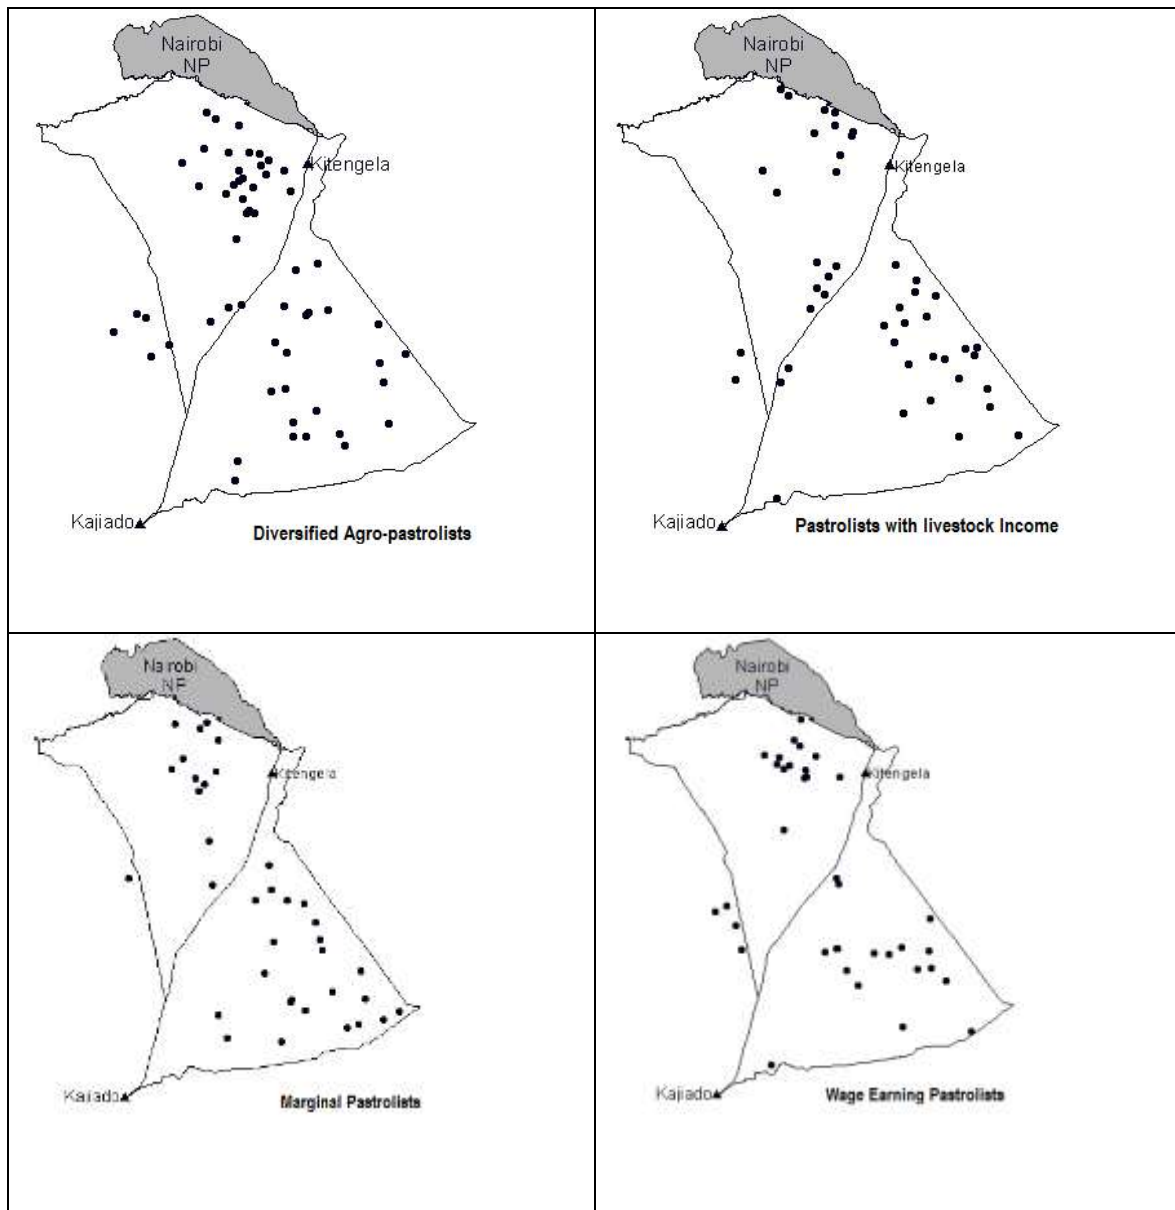 Nairobi
NP
Kitengela
Kajiado
Diversified Agro-pastrolists
Nairobi
NP
Kitengela
Kajiado
Pastrolists with livestock Income
Nairobi
NP
Kitengela
Kajiado
Marginal Pastrolists
Nairobi
NP
Kitengela
Kajiado
Wage Earning Pastrolists